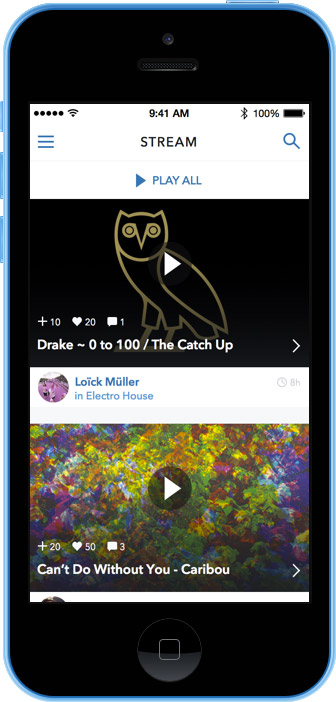 9:41 AM 100%
STREAM
PLAY ALL
10 20 1
Drake ~ 0 to 100 / The Catch Up
Loïck Müller 8h
in Electro House
20 50 3
Can't Do Without You - Caribou